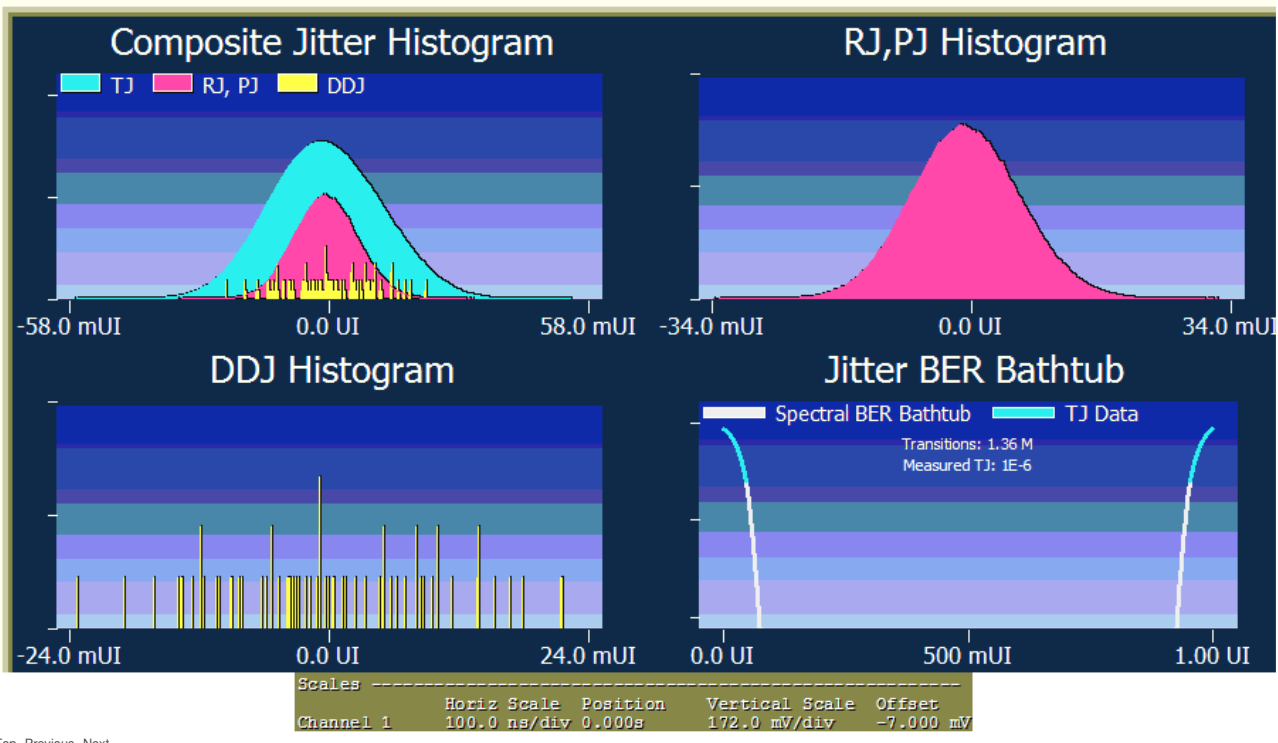 Composite Jitter Histogram
TJ RJ, PJ DDJ
-58.0 mUI 0.0 UI 58.0 mUI
RJ,PJ Histogram
-34.0 mUI 0.0 UI 34.0 mUI
DDJ Histogram
-24.0 mUI 0.0 UI 24.0 mUI
Jitter BER Bathtub
Spectral BER Bathtub TJ Data
Transitions: 1.36 M
Measured TJ: 1E-6
0.0 UI 500 mUI 1.00 UI
Scales
Horiz Scale Position Vertical Scale Offset
Channel 1 100.0 ns/div 0.000s 172.0 mV/div -7.000 mV
Previous Next